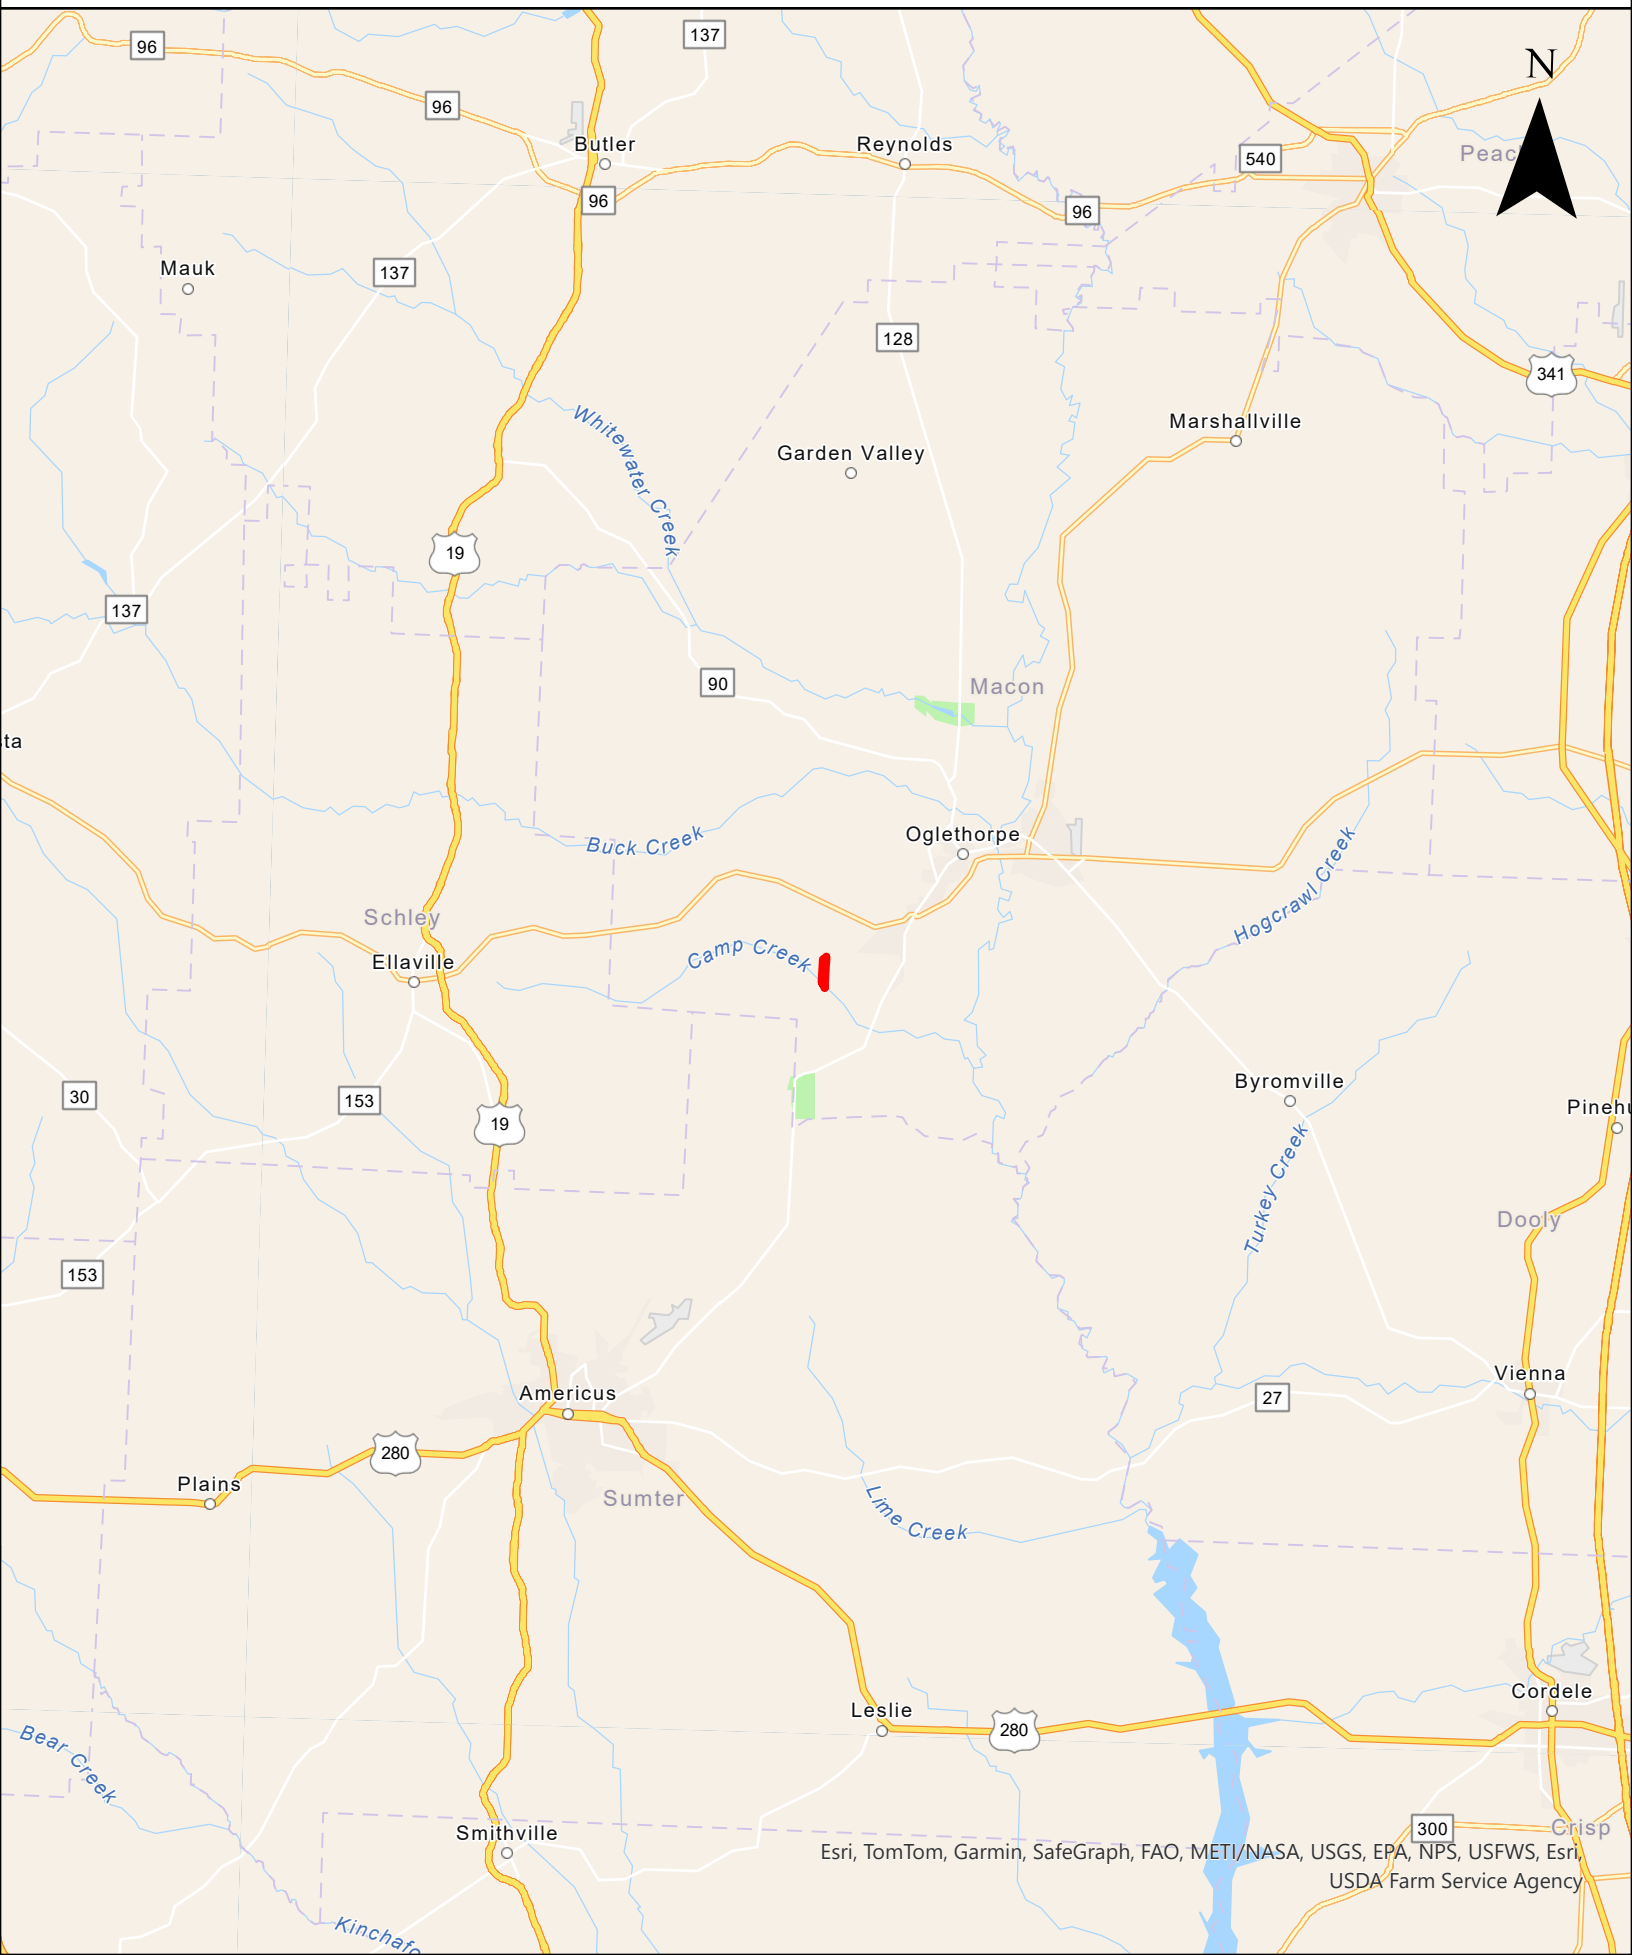 137
96
N
96
Butler
Reynolds
540
Peac
96
96
Mauk
137
128
341
Whitewater Creek
Marshallville
Garden Valley
19
137
90
Macon
ta
Oglethorpe
Buck Creek
Hogcrawl Creek
Schley
Camp Creek
Ellaville
Byromville
30
153
Pinehu
19
Turkey Creek
Dooly
153
Vienna
Americus
27
280
Plains
Sumter
Lime Creek
Cordele
Leslie
280
Bear Creek
Smithville
300
Crisp
Esri, TomTom, Garmin, SafeGraph, FAO, METI/NASA, USGS, EPA, NPS, USFWS, Esri,
USDA Farm Service Agency
Kinchafo